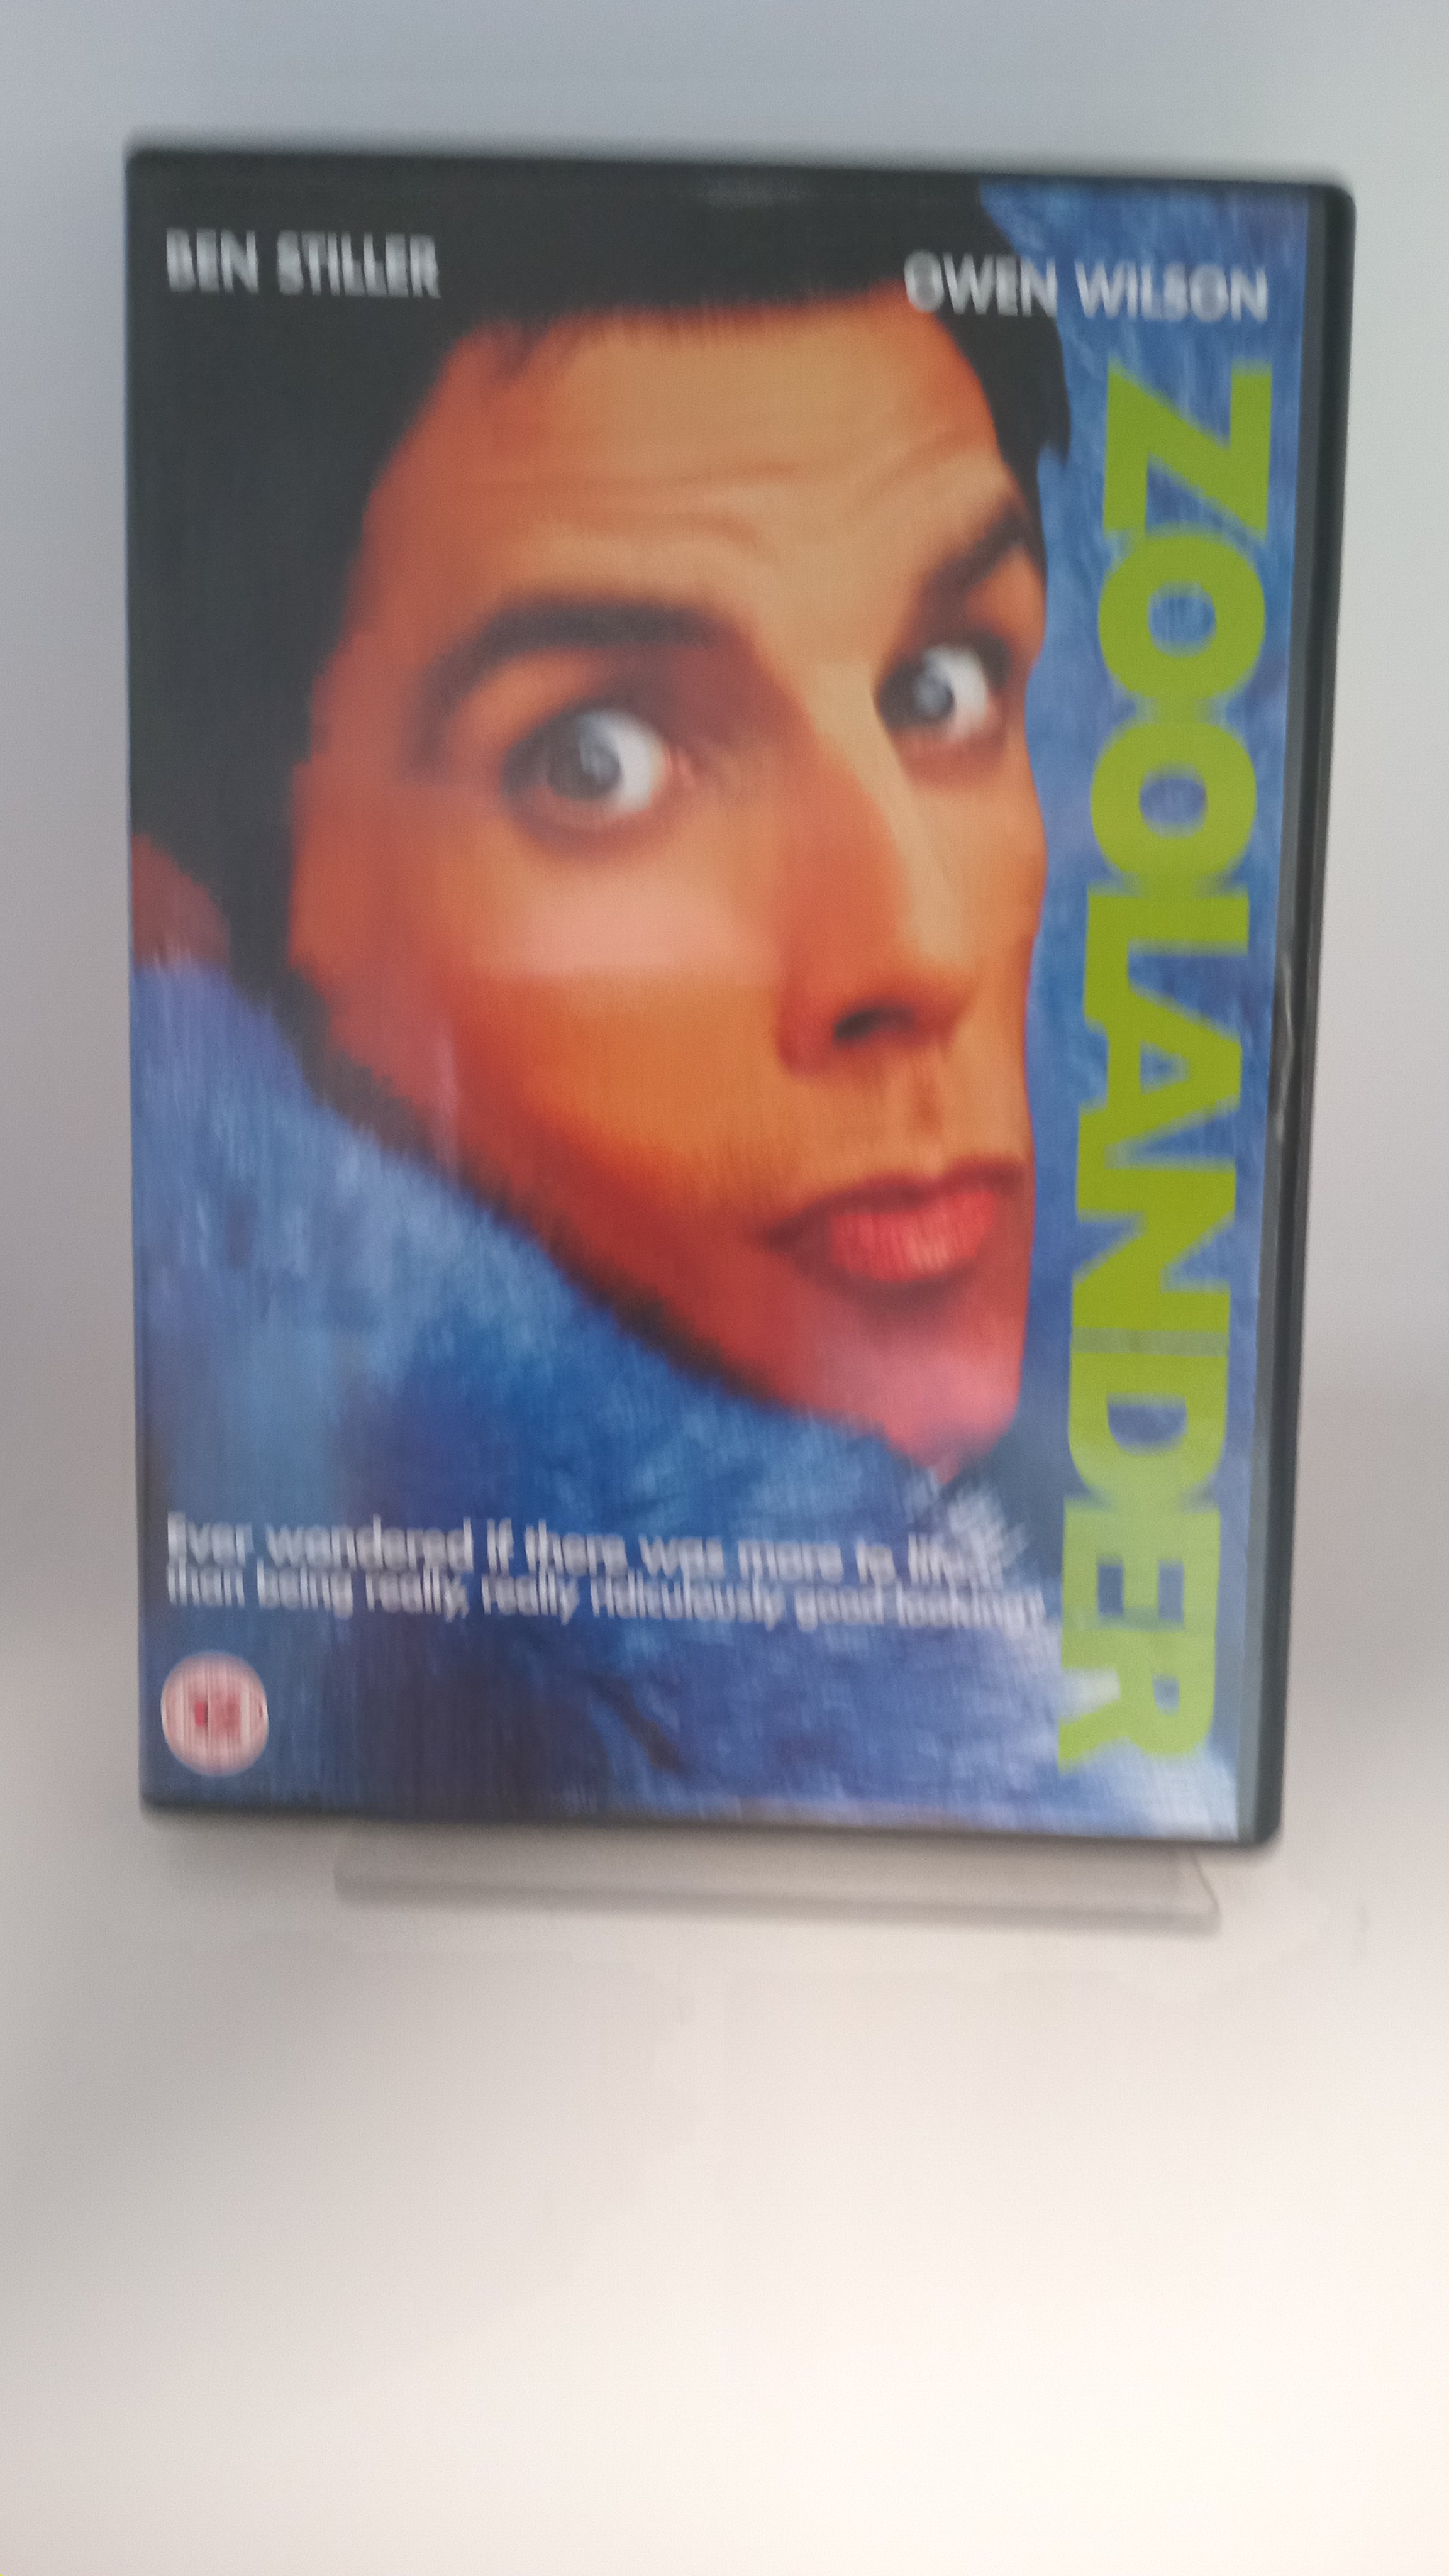 BEN STILLER
OWEN WILSON
ZOOLANDER
Ever wondered if there was more to life,
than being really, really ridiculously good looking?